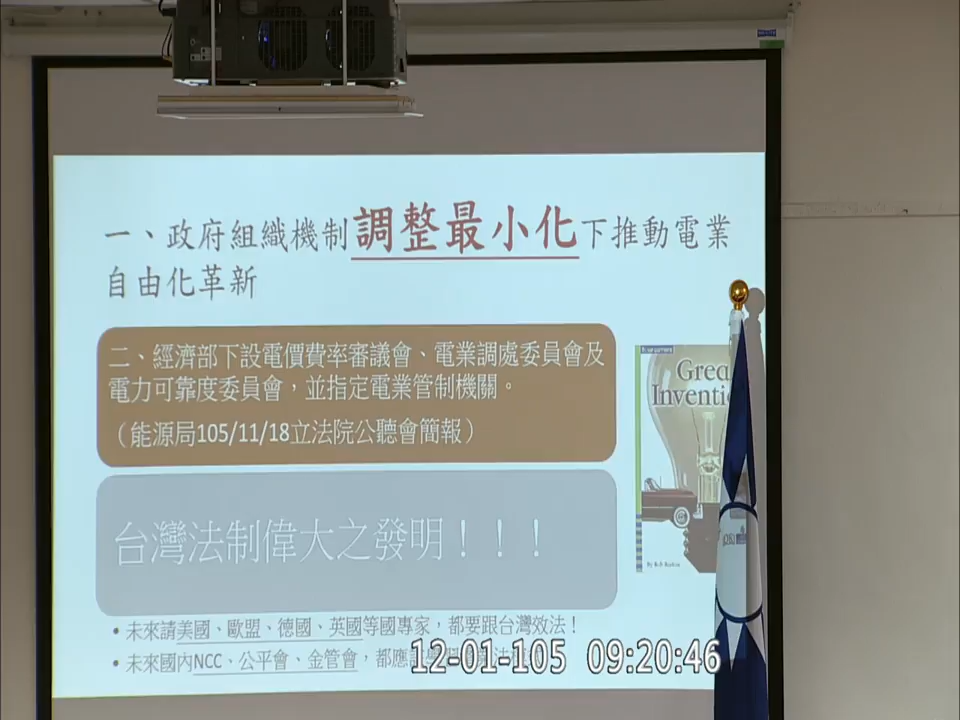 一、政府組織機制調整最小化下推動電業
自由化革新
二、經濟部下設電價費率審議會、電業調處委員會及
電力可靠度委員會，並指定電業管制機關。
（能源局105/11/18立法院公聽會簡報）
Grea
Inventi
台灣法制偉大之發明！！！
• 未來請美國、歐盟、德國、英國等國專家，都要跟台灣效法！
• 未來國內NCC、公平會、金管會，都應
12-01-105 09:20:46